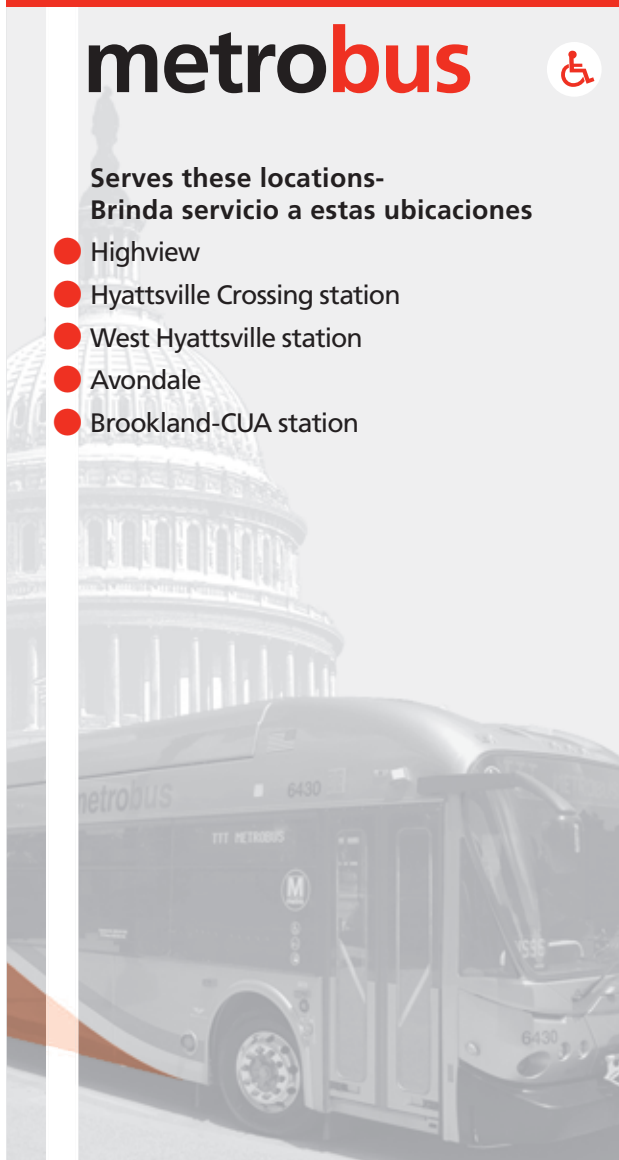 metrobus
Serves these locations-
Brinda servicio a estas ubicaciones
Highview
Hyattsville Crossing station
West Hyattsville station
Avondale
Brookland-CUA station
metrobus
6430
TYT METROBUS
M
6430